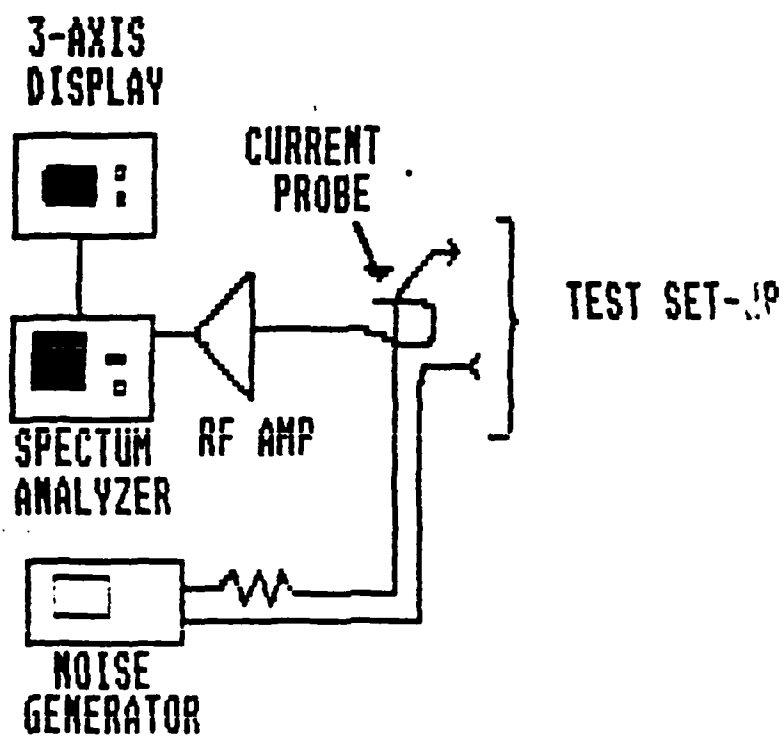 3-AXIS
DISPLAY
CURRENT
PROBE
TEST
SPECTUM
ANALYZER
RF AMP
NOISE
GENERATOR